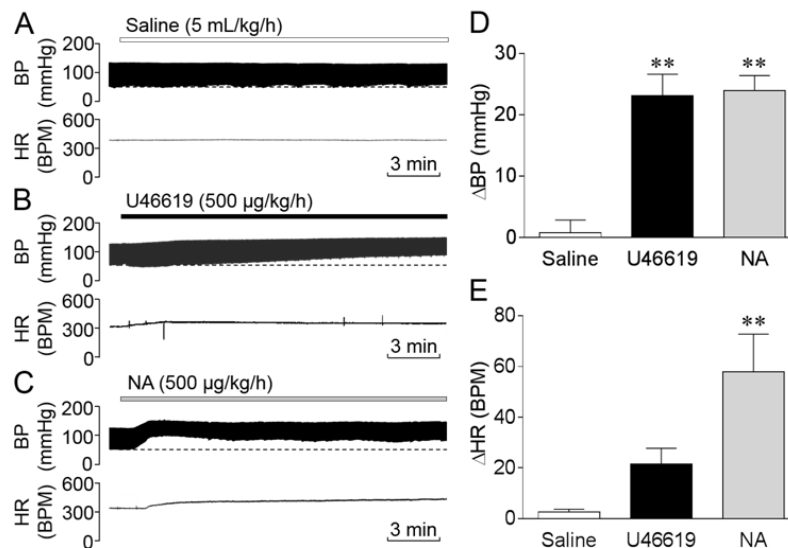 A
Saline (5 mL/kg/h)
BP
(mmHg)
200
100
0
HR
(BPM)
600
300
0
3 min
B
U46619 (500 μg/kg/h)
BP
(mmHg)
200
100
0
HR
(BPM)
600
300
0
3 min
C
NA (500 μg/kg/h)
BP
(mmHg)
200
100
0
HR
(BPM)
600
300
0
3 min
D
ΔBP (mmHg)
30
20
10
0
**
**
Saline U46619 NA
E
ΔHR (BPM)
80
60
40
20
0
**
Saline U46619 NA